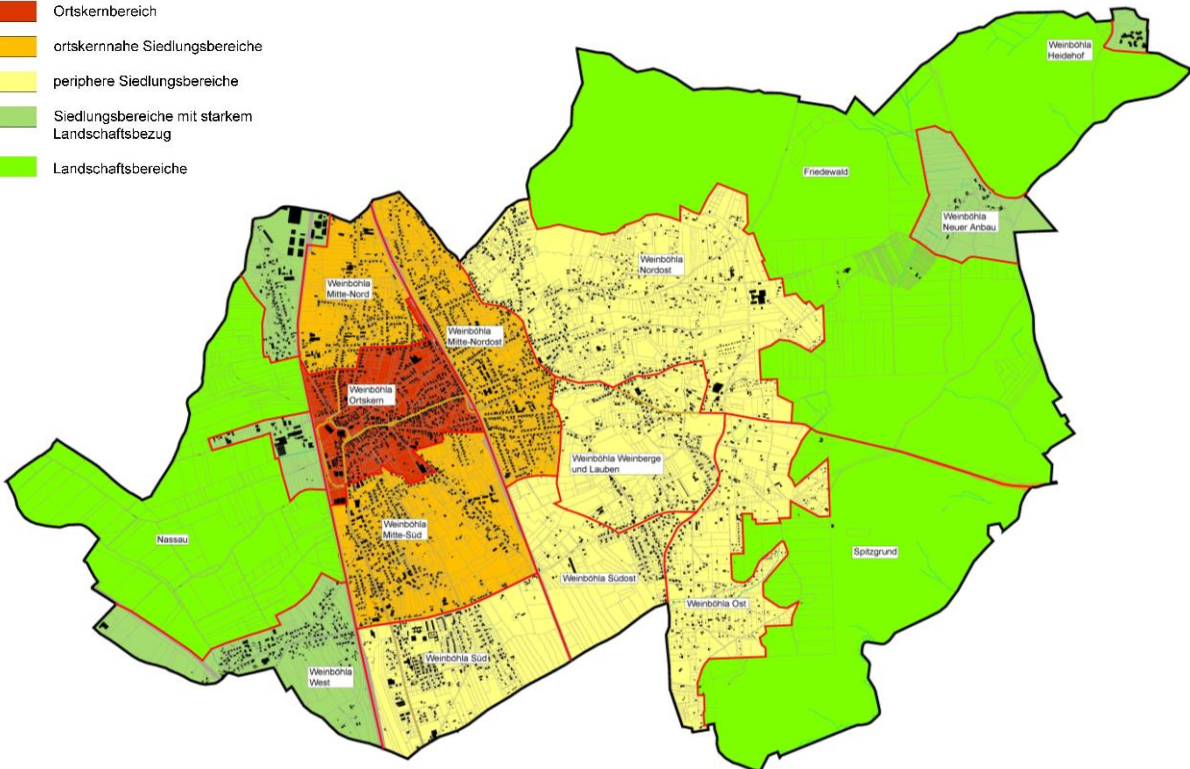 Ortskernbereich
ortskernnahe Siedlungsbereiche
periphere Siedlungsbereiche
Siedlungsbereiche mit starkem
Landschaftsbezug
Landschaftsbereiche
Weinböhla
Heidehof
Friedewald
Weinböhla
Neuer Anbau
Weinböhla
Nordost
Weinböhla
Mitte-Nord
Weinböhla
Mitte-Nordost
Weinböhla
Ortskern
Weinböhla Weinberge
und Lauben
Weinböhla
Mitte-Süd
Nassau
Spitzgrund
Weinböhla Südost
Weinböhla Ost
Weinböhla Süd
Weinböhla
West